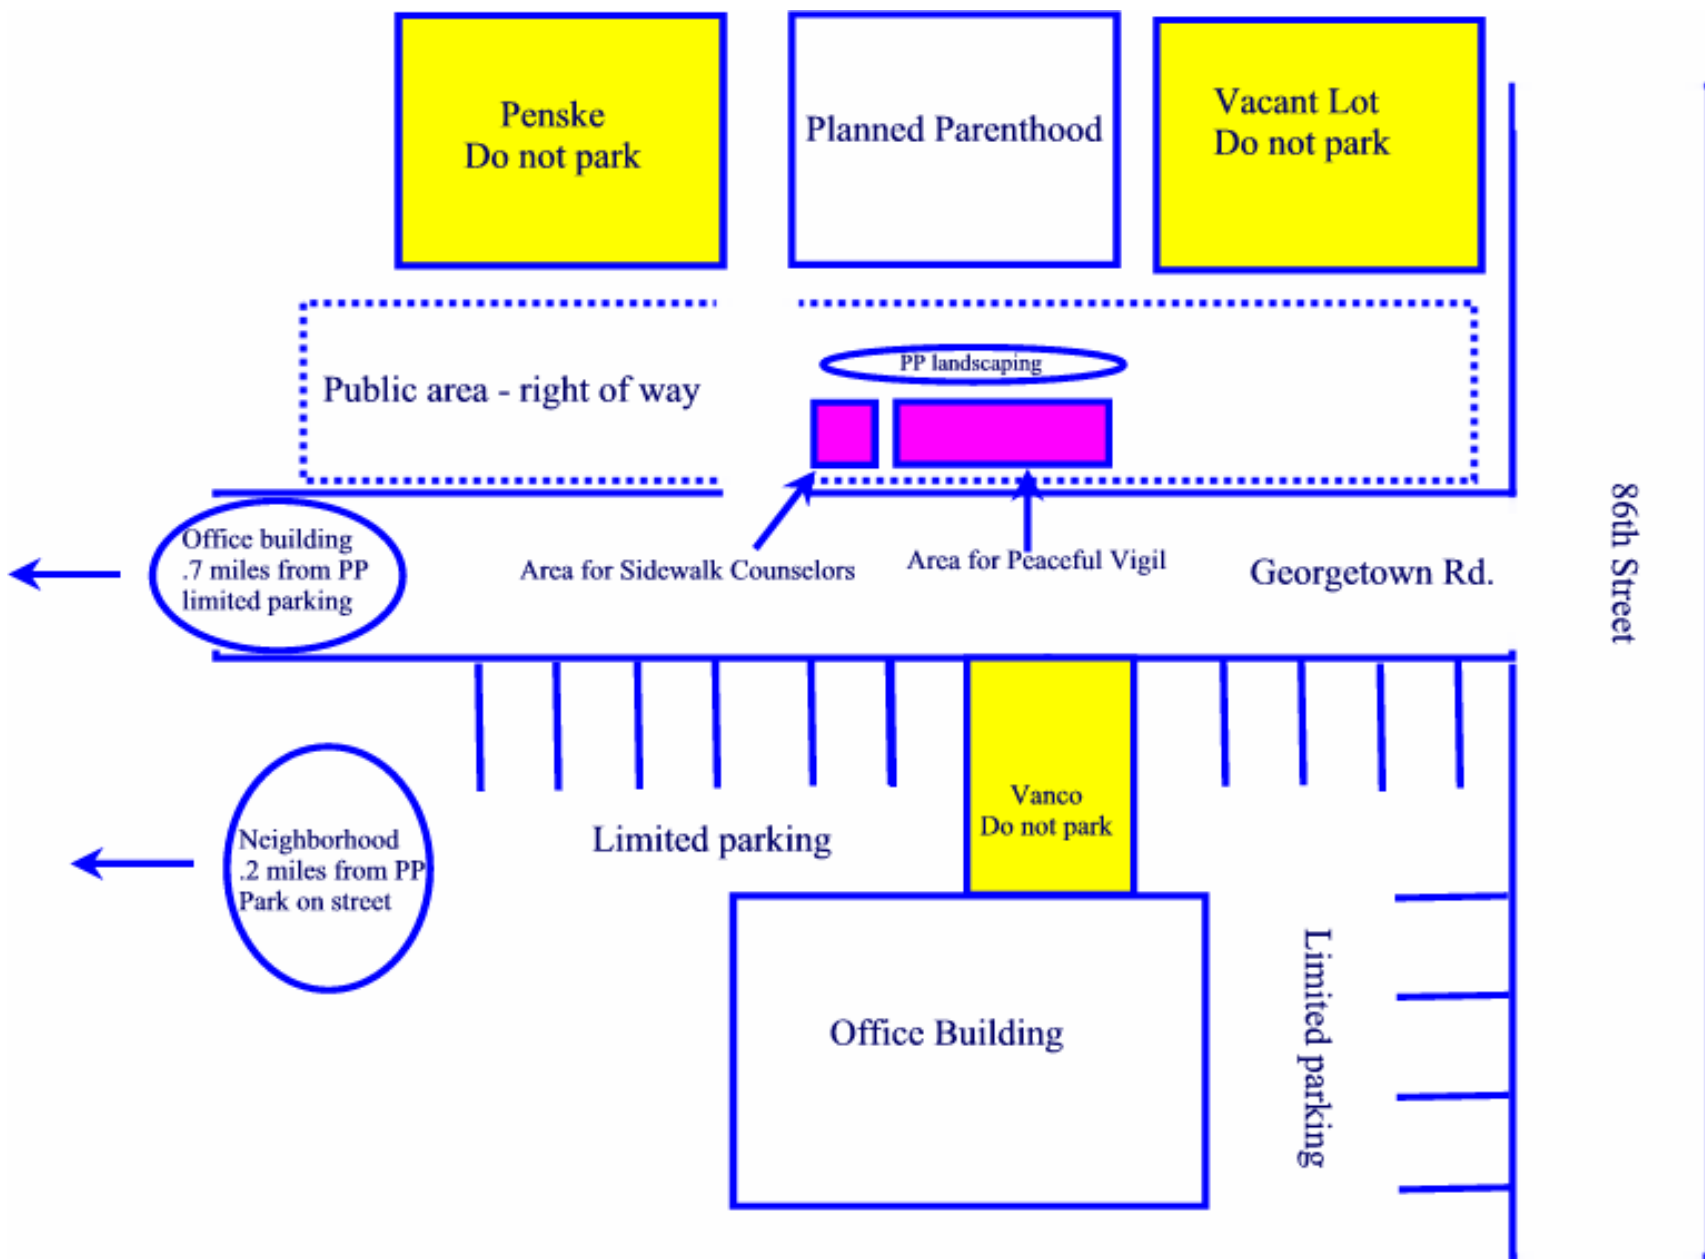 Penske
Do not park
Planned Parenthood
Vacant Lot
Do not park
PP landscaping
Public area - right of way
Office building
.7 miles from PP
limited parking
Area for Sidewalk Counselors
Area for Peaceful Vigil
Georgetown Rd.
86th Street
Neighborhood
.2 miles from PP
Park on street
Limited parking
Vanco
Do not park
Office Building
Limited parking